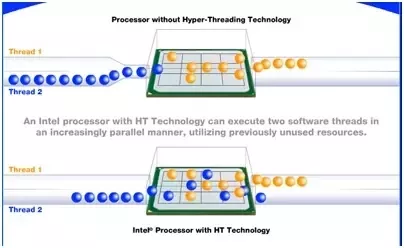 Processor without Hyper-Threading Technology
Thread 1
Thread 2
An Intel processor with HT Technology can execute two software threads in
an increasingly parallel manner, utilizing previously unused resources.
Thread 1
Thread 2
Intel® Processor with HT Technology